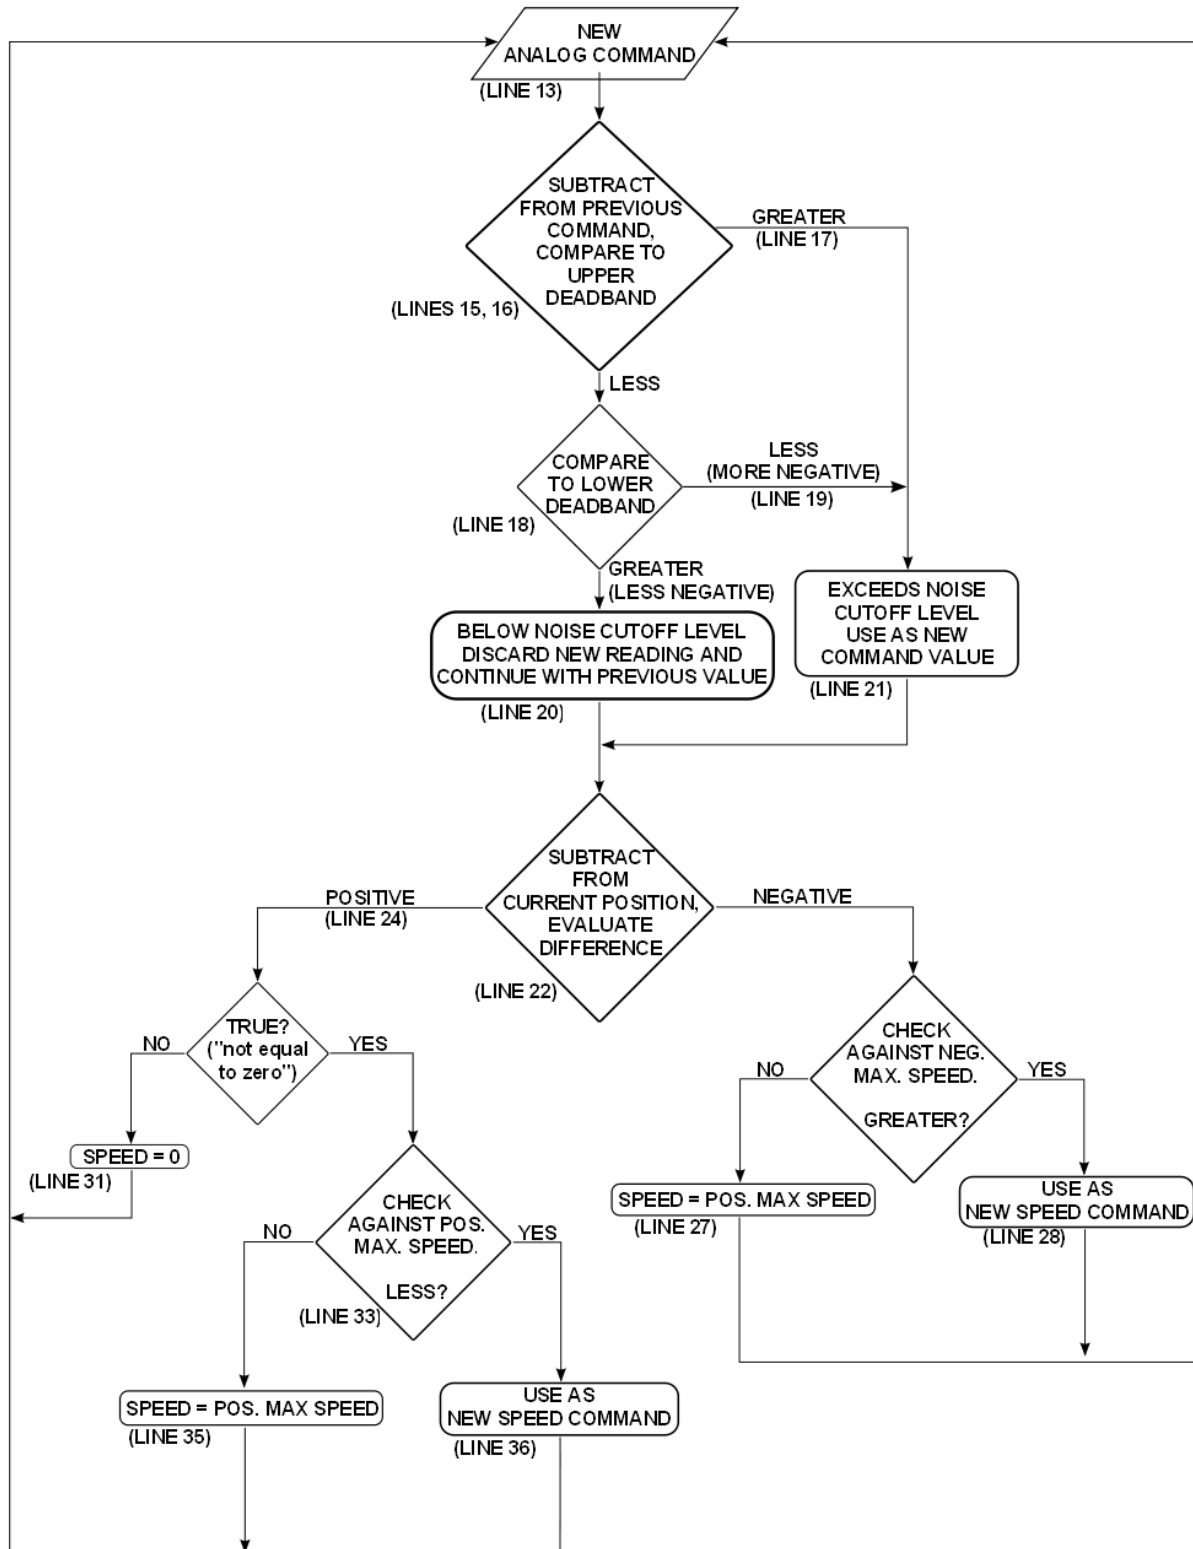 NEW
ANALOG COMMAND
(LINE 13)
SUBTRACT
FROM PREVIOUS
COMMAND,
COMPARE TO
UPPER
DEADBAND
(LINES 15, 16)
GREATER
(LINE 17)
LESS
COMPARE
TO LOWER
DEADBAND
(LINE 18)
LESS
(MORE NEGATIVE)
(LINE 19)
GREATER
(LESS NEGATIVE)
BELOW NOISE CUTOFF LEVEL
DISCARD NEW READING AND
CONTINUE WITH PREVIOUS VALUE
(LINE 20)
EXCEEDS NOISE
CUTOFF LEVEL
USE AS NEW
COMMAND VALUE
(LINE 21)
SUBTRACT
FROM
CURRENT POSITION,
EVALUATE
DIFFERENCE
(LINE 22)
POSITIVE
(LINE 24)
NEGATIVE
TRUE?
("not equal
to zero")
NO
YES
SPEED = 0
(LINE 31)
CHECK
AGAINST POS.
MAX. SPEED.
LESS?
(LINE 33)
NO
YES
SPEED = POS. MAX SPEED
(LINE 35)
USE AS
NEW SPEED COMMAND
(LINE 36)
CHECK
AGAINST NEG.
MAX. SPEED.
GREATER?
NO
YES
SPEED = POS. MAX SPEED
(LINE 27)
USE AS
NEW SPEED COMMAND
(LINE 28)